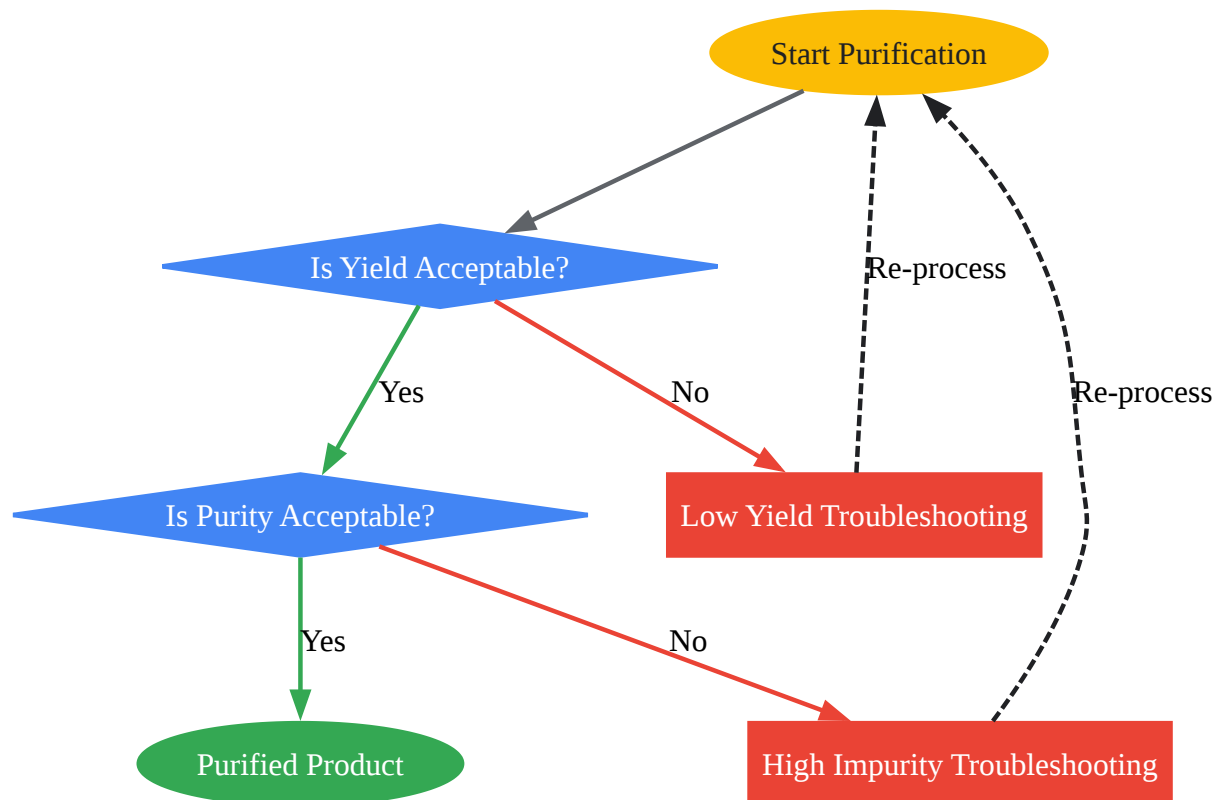 Start Purification
Is Yield Acceptable?
Re-process
Yes
No
Re-process
Is Purity Acceptable?
Low Yield Troubleshooting
Yes
No
Purified Product
High Impurity Troubleshooting